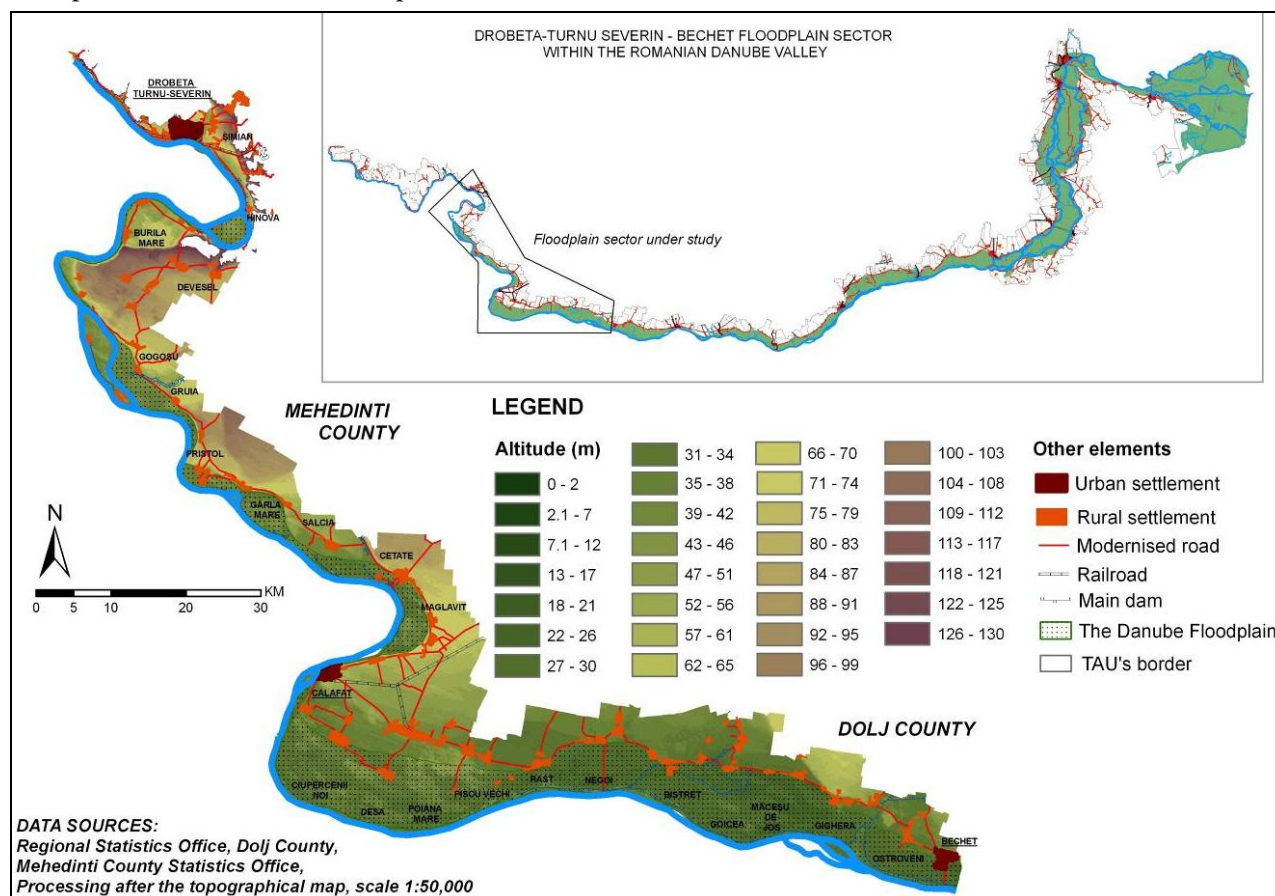 DROBETA-TURNU SEVERIN - BECHET FLOODPLAIN SECTOR
WITHIN THE ROMANIAN DANUBE VALLEY
Floodplain sector under study
DROBETA
TURNU-SEVERIN
SIMIAN
HINOVA
BURILA
MARE
DEVESEL
GOGOȘU
GRUIA
MEHEDINTI
COUNTY
PRISTOL
GARLA
MARE
SALCIA
CETATE
MAGLAVIT
CALAFAT
N
0 5 10 20 30
KM
LEGEND
Altitude (m)
0 - 2
2.1 - 7
7.1 - 12
13 - 17
18 - 21
22 - 26
27 - 30
31 - 34
35 - 38
39 - 42
43 - 46
47 - 51
52 - 56
57 - 61
62 - 65
66 - 70
71 - 74
75 - 79
80 - 83
84 - 87
88 - 91
92 - 95
96 - 99
100 - 103
104 - 108
109 - 112
113 - 117
118 - 121
122 - 125
126 - 130
Other elements
Urban settlement
Rural settlement
Modernised road
Railroad
Main dam
The Danube Floodplain
TAU's border
DOLJ COUNTY
CIUPERCENII
NOI
DESA
POIANA
MARE
PISCU VECHI
RAST
NEGOI
BISTRET
GOICEA
MĂCEȘU
DE
JOS
GIGHERA
OSTROVENI
BECHET
DATA SOURCES:
Regional Statistics Office, Dolj County,
Mehedinti County Statistics Office,
Processing after the topographical map, scale 1:50,000